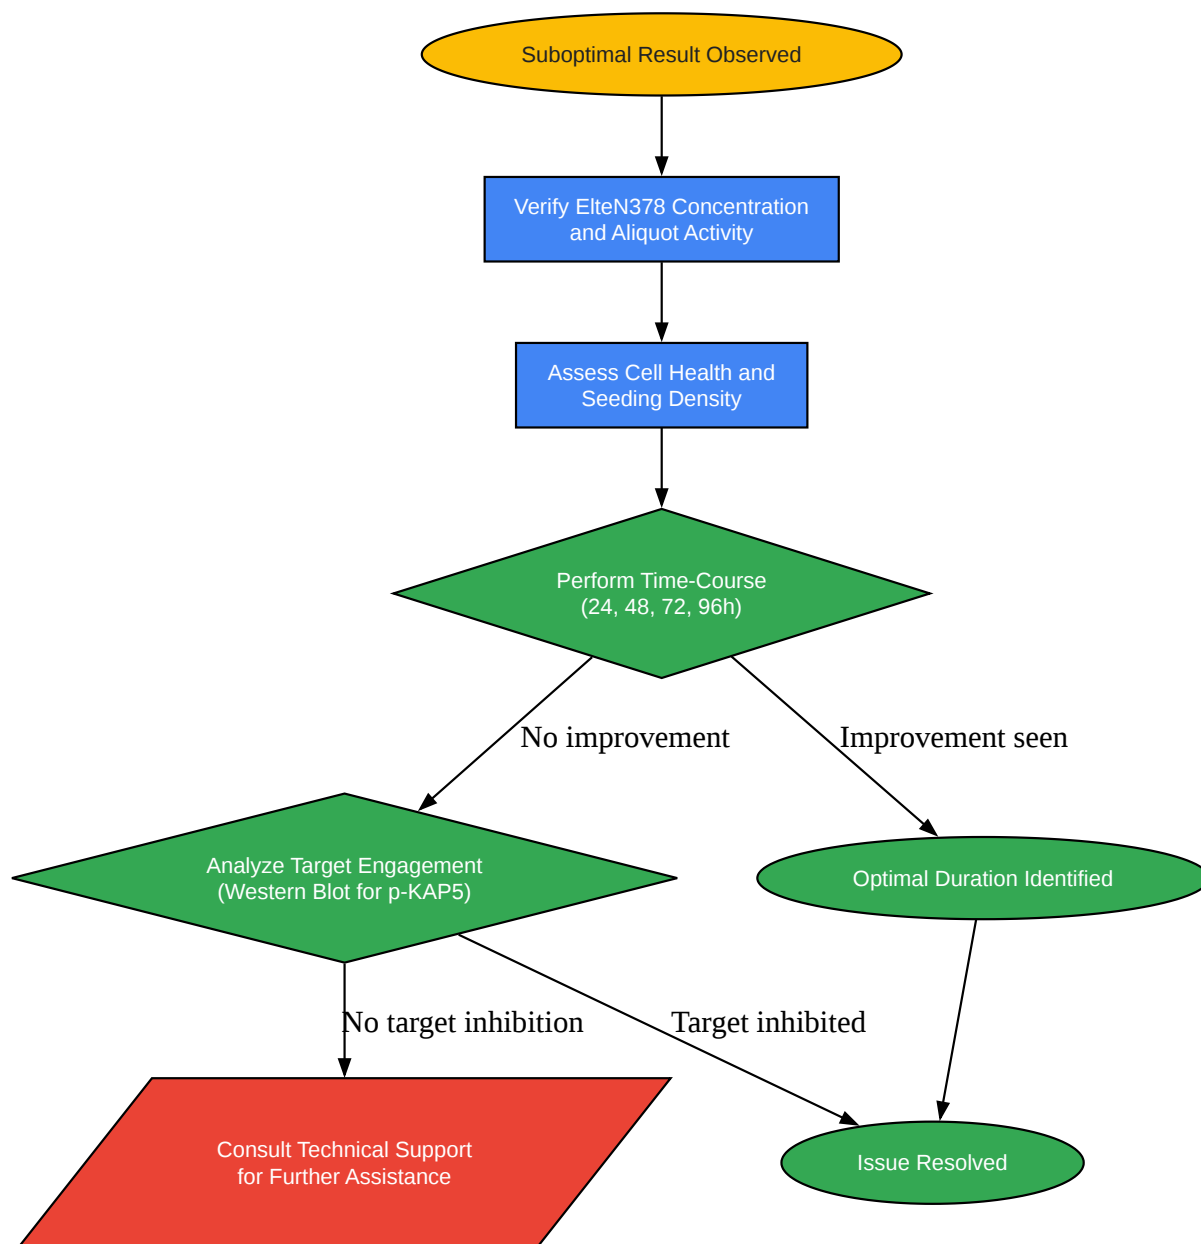 Suboptimal Result Observed
Verify ElteN378 Concentration
and Aliquot Activity
Assess Cell Health and
Seeding Density
Perform Time-Course
(24, 48, 72, 96h)
No improvement
Improvement seen
Analyze Target Engagement
(Western Blot for p-KAP5)
Optimal Duration Identified
No target inhibition
Target inhibited
Consult Technical Support
for Further Assistance
Issue Resolved